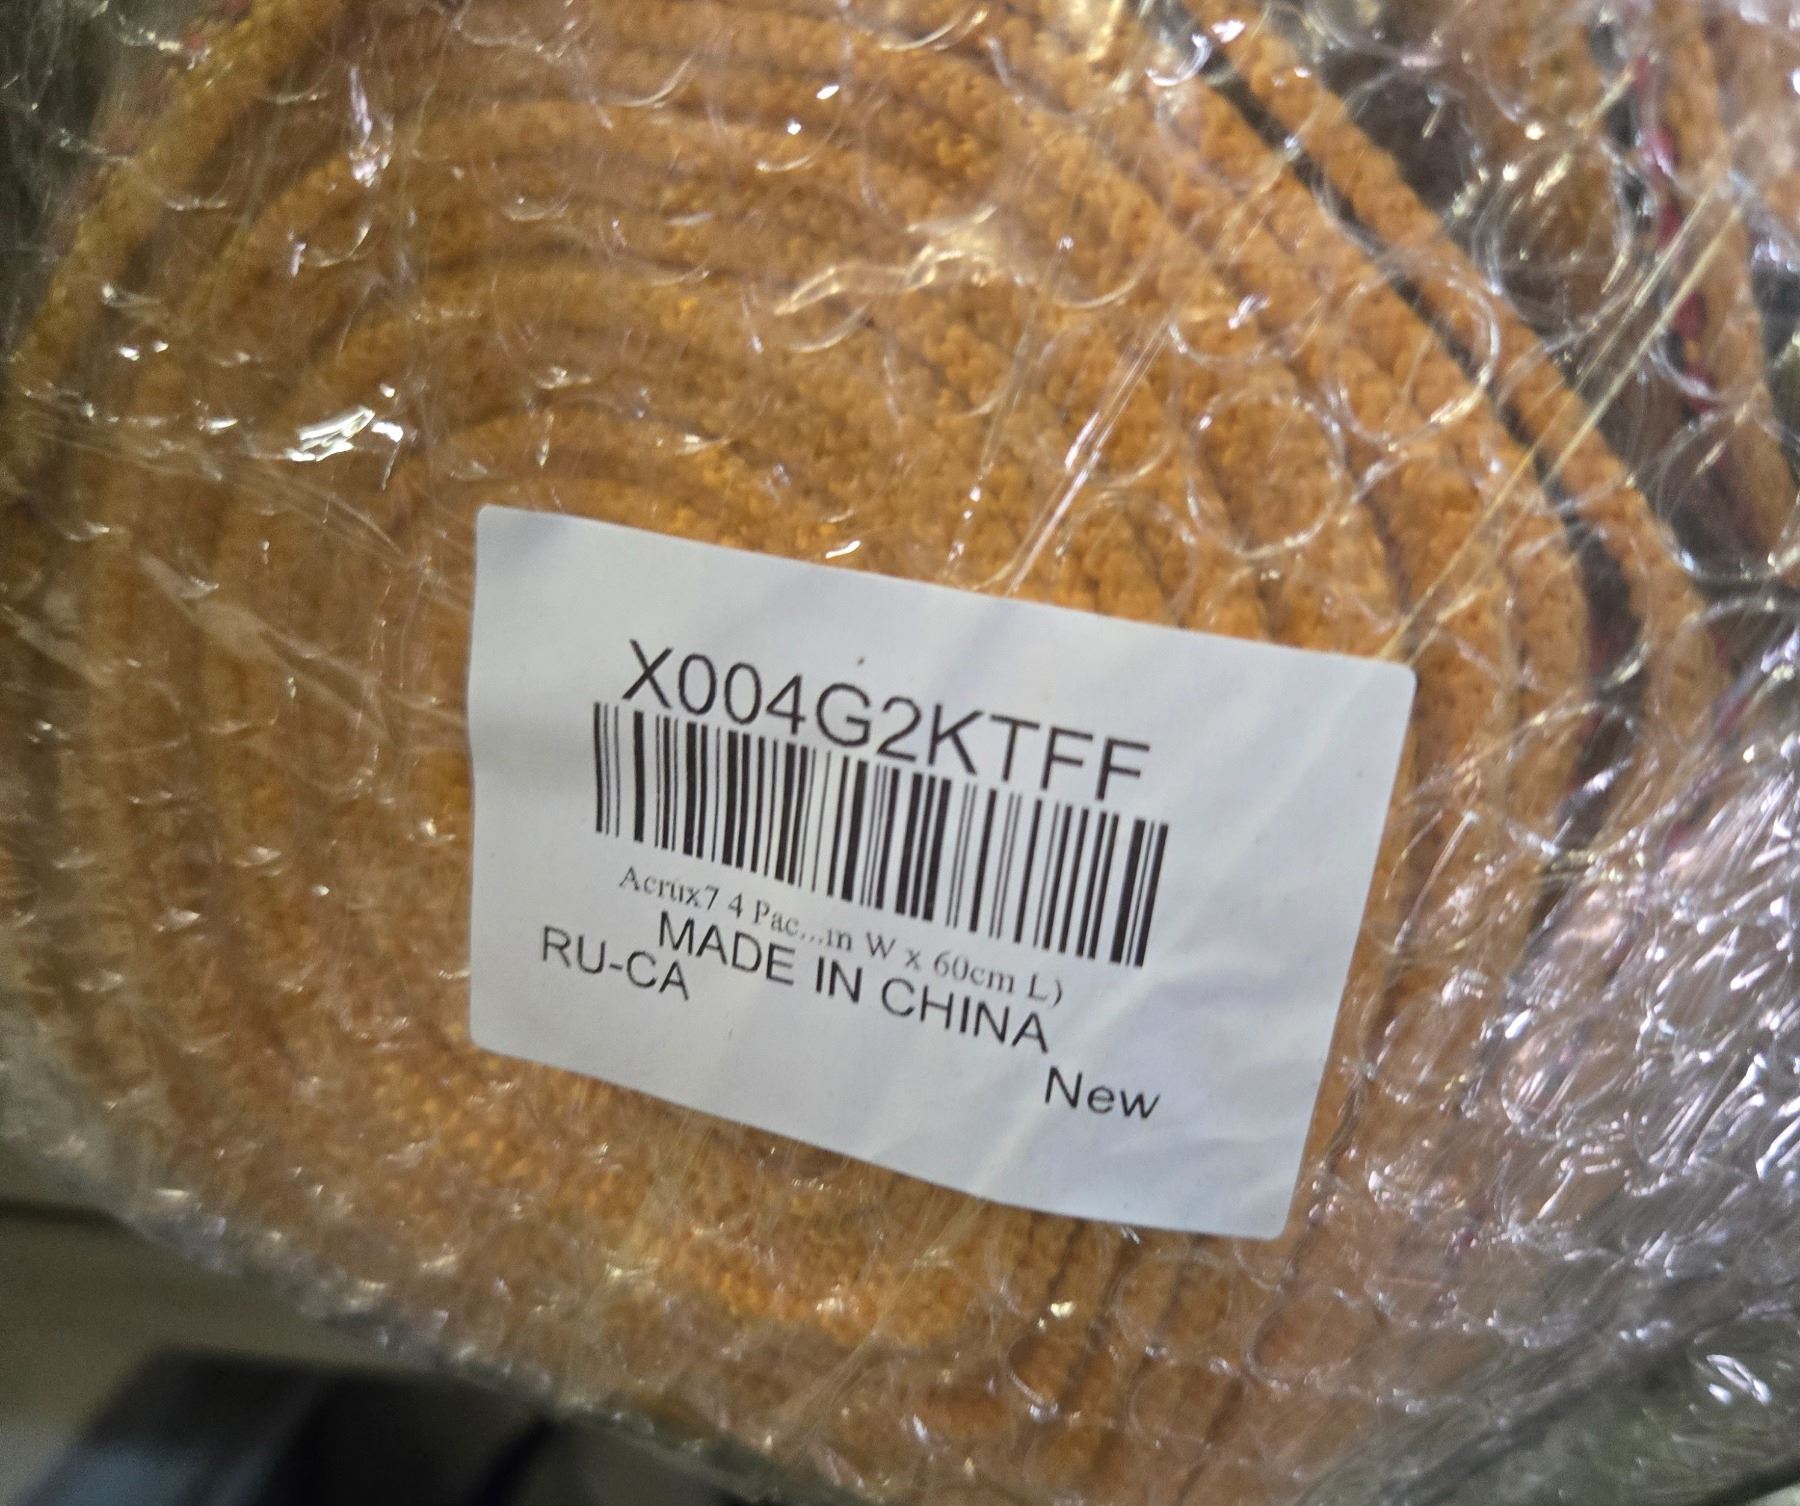 X004G2KTFF
Acrux7 4 Pac...in W x 60cm L)
MADE IN CHINA
RU-CA
New